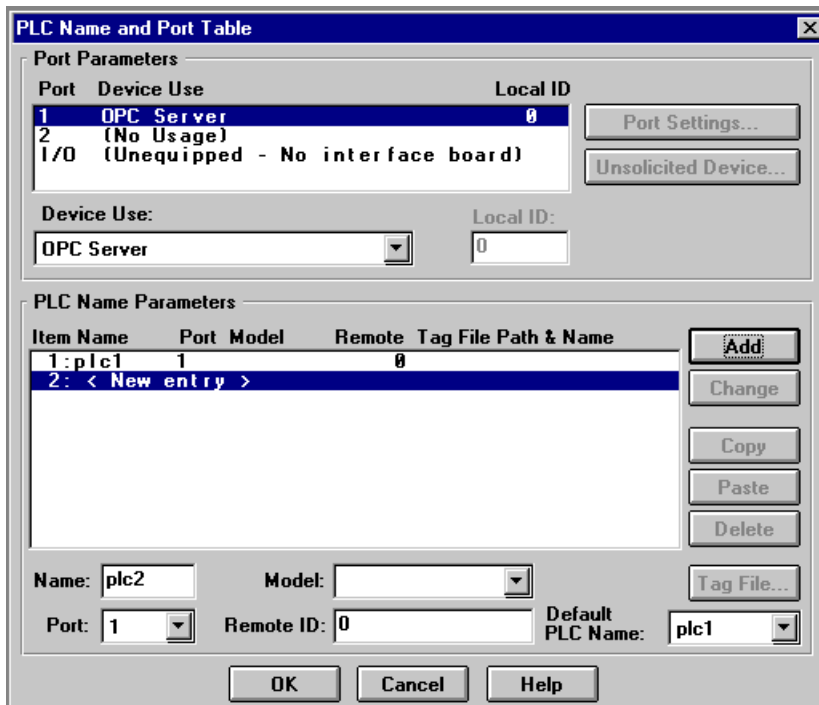 PLC Name and Port Table
Port Parameters
Port Device Use Local ID
1 OPC Server 0
2 (No Usage)
I/O (Unequipped - No interface board)
Port Settings...
Unsolicited Device...
Device Use: Local ID:
OPC Server 0
PLC Name Parameters
Item Name Port Model Remote Tag File Path & Name
1:plc1 1 0
2: < New entry >
Add
Change
Copy
Paste
Delete
Name: plc2 Model: Tag File...
Port: 1 Remote ID: 0 Default PLC Name: plc1
OK Cancel Help